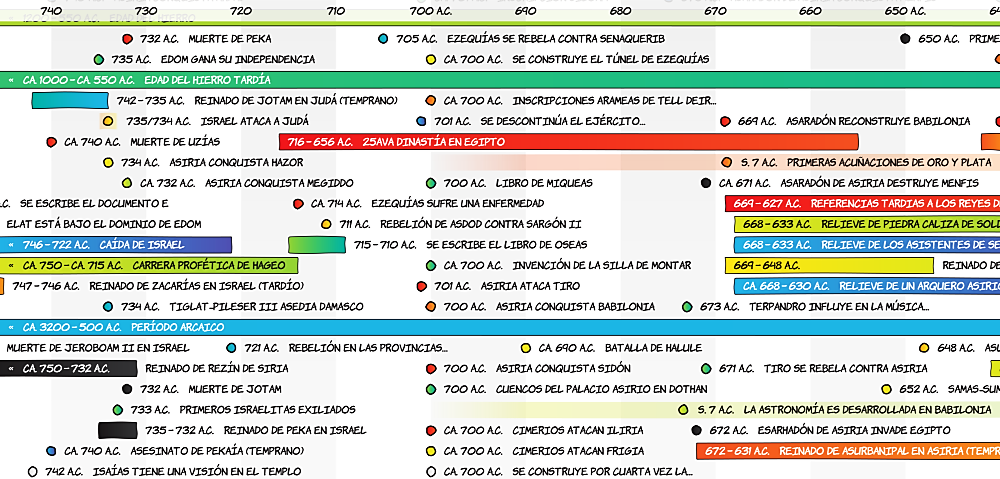 740 730 720 710 700 A.C. 690 680 670 660 650 A.C.
732 A.C. MUERTE DE PEKA 705 A.C. EZEQUÍAS SE REBELA CONTRA SENAQUERIB 650 A.C. PRIME
735 A.C. EDOM GANA SU INDEPENDENCIA CA. 700 A.C. SE CONSTRUYE EL TÚNEL DE EZEQUÍAS
« CA. 1000 – CA. 550 A.C. EDAD DEL HIERRO TARDÍA
742 – 735 A.C. REINADO DE JOTAM EN JUDÁ (TEMPRANO) CA. 700 A.C. INSCRIPCIONES ARAMEAS DE TELL DEIR...
735/734 A.C. ISRAEL ATACA A JUDÁ 701 A.C. SE DESCONTINÚA EL EJÉRCITO... 669 A.C. ASARADÓN RECONSTRUYE BABILONIA
CA. 740 A.C. MUERTE DE UZÍAS 716 – 656 A.C. 25AVA DINASTÍA EN EGIPTO
734 A.C. ASIRIA CONQUISTA HAZOR S. 7 A.C. PRIMERAS ACUÑACIONES DE ORO Y PLATA
CA. 732 A.C. ASIRIA CONQUISTA MEGIDDO 700 A.C. LIBRO DE MIQUEAS CA. 671 A.C. ASARADÓN DE ASIRIA DESTRUYE MENFIS
.C. SE ESCRIBE EL DOCUMENTO E CA. 714 A.C. EZEQUÍAS SUFRE UNA ENFERMEDAD 669 – 627 A.C. REFERENCIAS TARDIAS A LOS REYES D
ELAT ESTÁ BAJO EL DOMINIO DE EDOM 711 A.C. REBELIÓN DE ASDOD CONTRA SARGÓN II 668 – 633 A.C. RELIEVE DE PIEDRA CALIZA DE SOL
« 746 – 722 A.C. CAÍDA DE ISRAEL 715 – 710 A.C. SE ESCRIBE EL LIBRO DE OSEAS 668 – 633 A.C. RELIEVE DE LOS ASISTENTES DE SE
« CA. 750 – CA. 715 A.C. CARRERA PROFÉTICA DE HAGEO CA. 700 A.C. INVENCIÓN DE LA SILLA DE MONTAR 669 – 648 A.C. REINADO DE
747 – 746 A.C. REINADO DE ZACARÍAS EN ISRAEL (TARDÍO) 701 A.C. ASIRIA ATACA TIRO CA. 668 – 630 A.C. RELIEVE DE UN ARQUERO ASIRIO
734 A.C. TIGLAT-PILESER III ASEDIA DAMASCO 700 A.C. ASIRIA CONQUISTA BABILONIA 673 A.C. TERPANDRO INFLUYE EN LA MÚSICA...
« CA. 3200 – 500 A.C. PERÍODO ARCAICO
MUERTE DE JEROBOAM II EN ISRAEL 721 A.C. REBELIÓN EN LAS PROVINCIAS... CA. 690 A.C. BATALLA DE HALULE 648 A.C. ASU
« CA. 750 – 732 A.C. REINADO DE REZÍN DE SIRIA 700 A.C. ASIRIA CONQUISTA SIDÓN 671 A.C. TIRO SE REBELA CONTRA ASIRIA
732 A.C. MUERTE DE JOTAM 700 A.C. CUENCOS DEL PALACIO ASIRIO EN DOTHAN 652 A.C. SAMAS-SUM
733 A.C. PRIMEROS ISRAELITAS EXILIADOS S. 7 A.C. LA ASTRONOMÍA ES DESARROLLADA EN BABILONIA
735 – 732 A.C. REINADO DE PEKA EN ISRAEL CA. 700 A.C. CIMERIOS ATACAN ILIRIA 672 A.C. ESARHADÓN DE ASIRIA INVADE EGIPTO
CA. 740 A.C. ASESINATO DE PEKAÍA (TEMPRANO) CA. 700 A.C. CIMERIOS ATACAN FRIGIA 672 – 631 A.C. REINADO DE ASURBANIPAL EN ASIRIA (TEMPR
742 A.C. ISAÍAS TIENE UNA VISIÓN EN EL TEMPLO CA. 700 A.C. SE CONSTRUYE POR CUARTA VEZ LA...